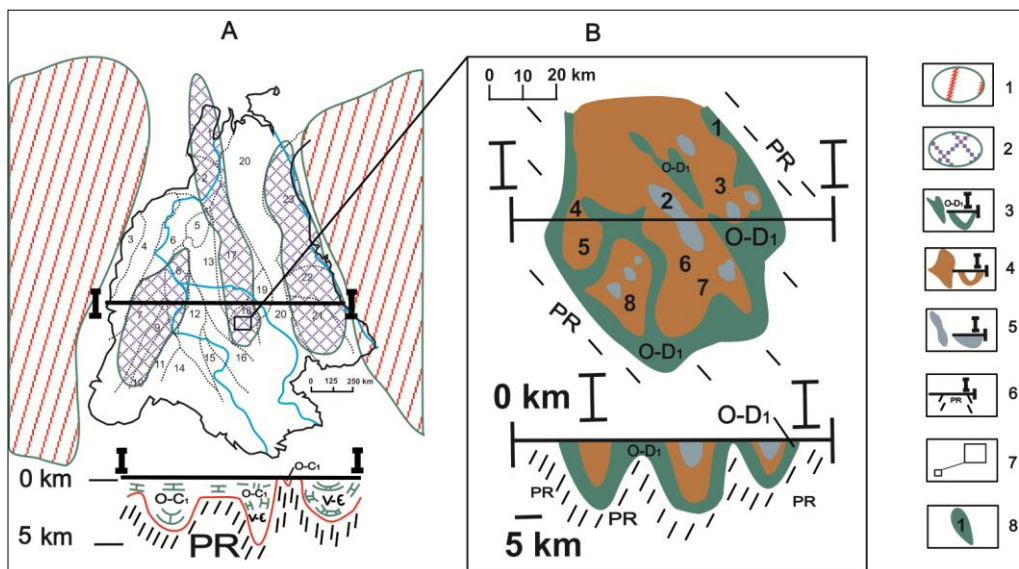 A
2
20
23
3
4
5
6
17
13
8
22
7
19
18
9
12
20
21
16
11
15
10
14
0 125 250 km
I
I
I
I
0 km
5 km
O-C1
O-C1
O-C1
V-Є
V-Є
PR
B
0 10 20 km
1
O-D1
PR
3
2
4
O-D1
5
6
7
8
PR
O-D1
I
I
I
I
0 km
O-D1
O-D1
PR
PR
PR
5 km
1
2
O-D1
I
3
I
4
I
5
I
PR
6
7
1
8